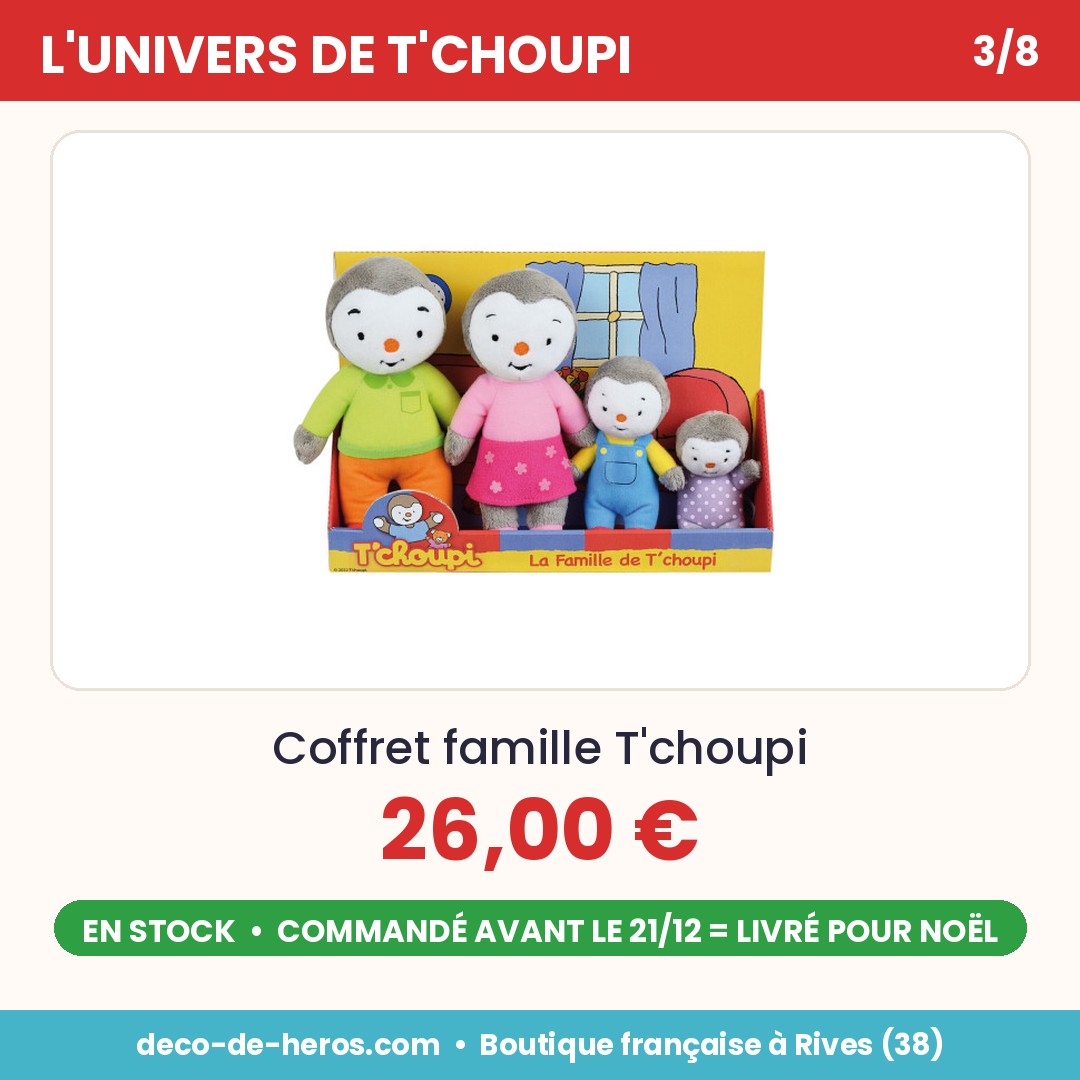 L'UNIVERS DE T'CHOUPI
3/8
T'choupi
La Famille de T'choupi
Coffret famille T'choupi
26,00 €
EN STOCK • COMMANDÉ AVANT LE 21/12 = LIVRÉ POUR NOËL
deco-de-heros.com • Boutique française à Rives (38)